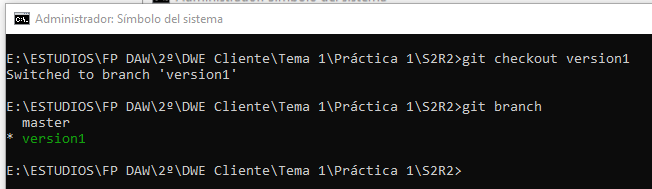 Administrador: Símbolo del sistema
E:\ESTUDIOS\FP DAW\2º\DWE Cliente\Tema 1\Práctica 1\S2R2>git checkout version1
Switched to branch 'version1'
E:\ESTUDIOS\FP DAW\2º\DWE Cliente\Tema 1\Práctica 1\S2R2>git branch
master
* version1
E:\ESTUDIOS\FP DAW\2º\DWE Cliente\Tema 1\Práctica 1\S2R2>